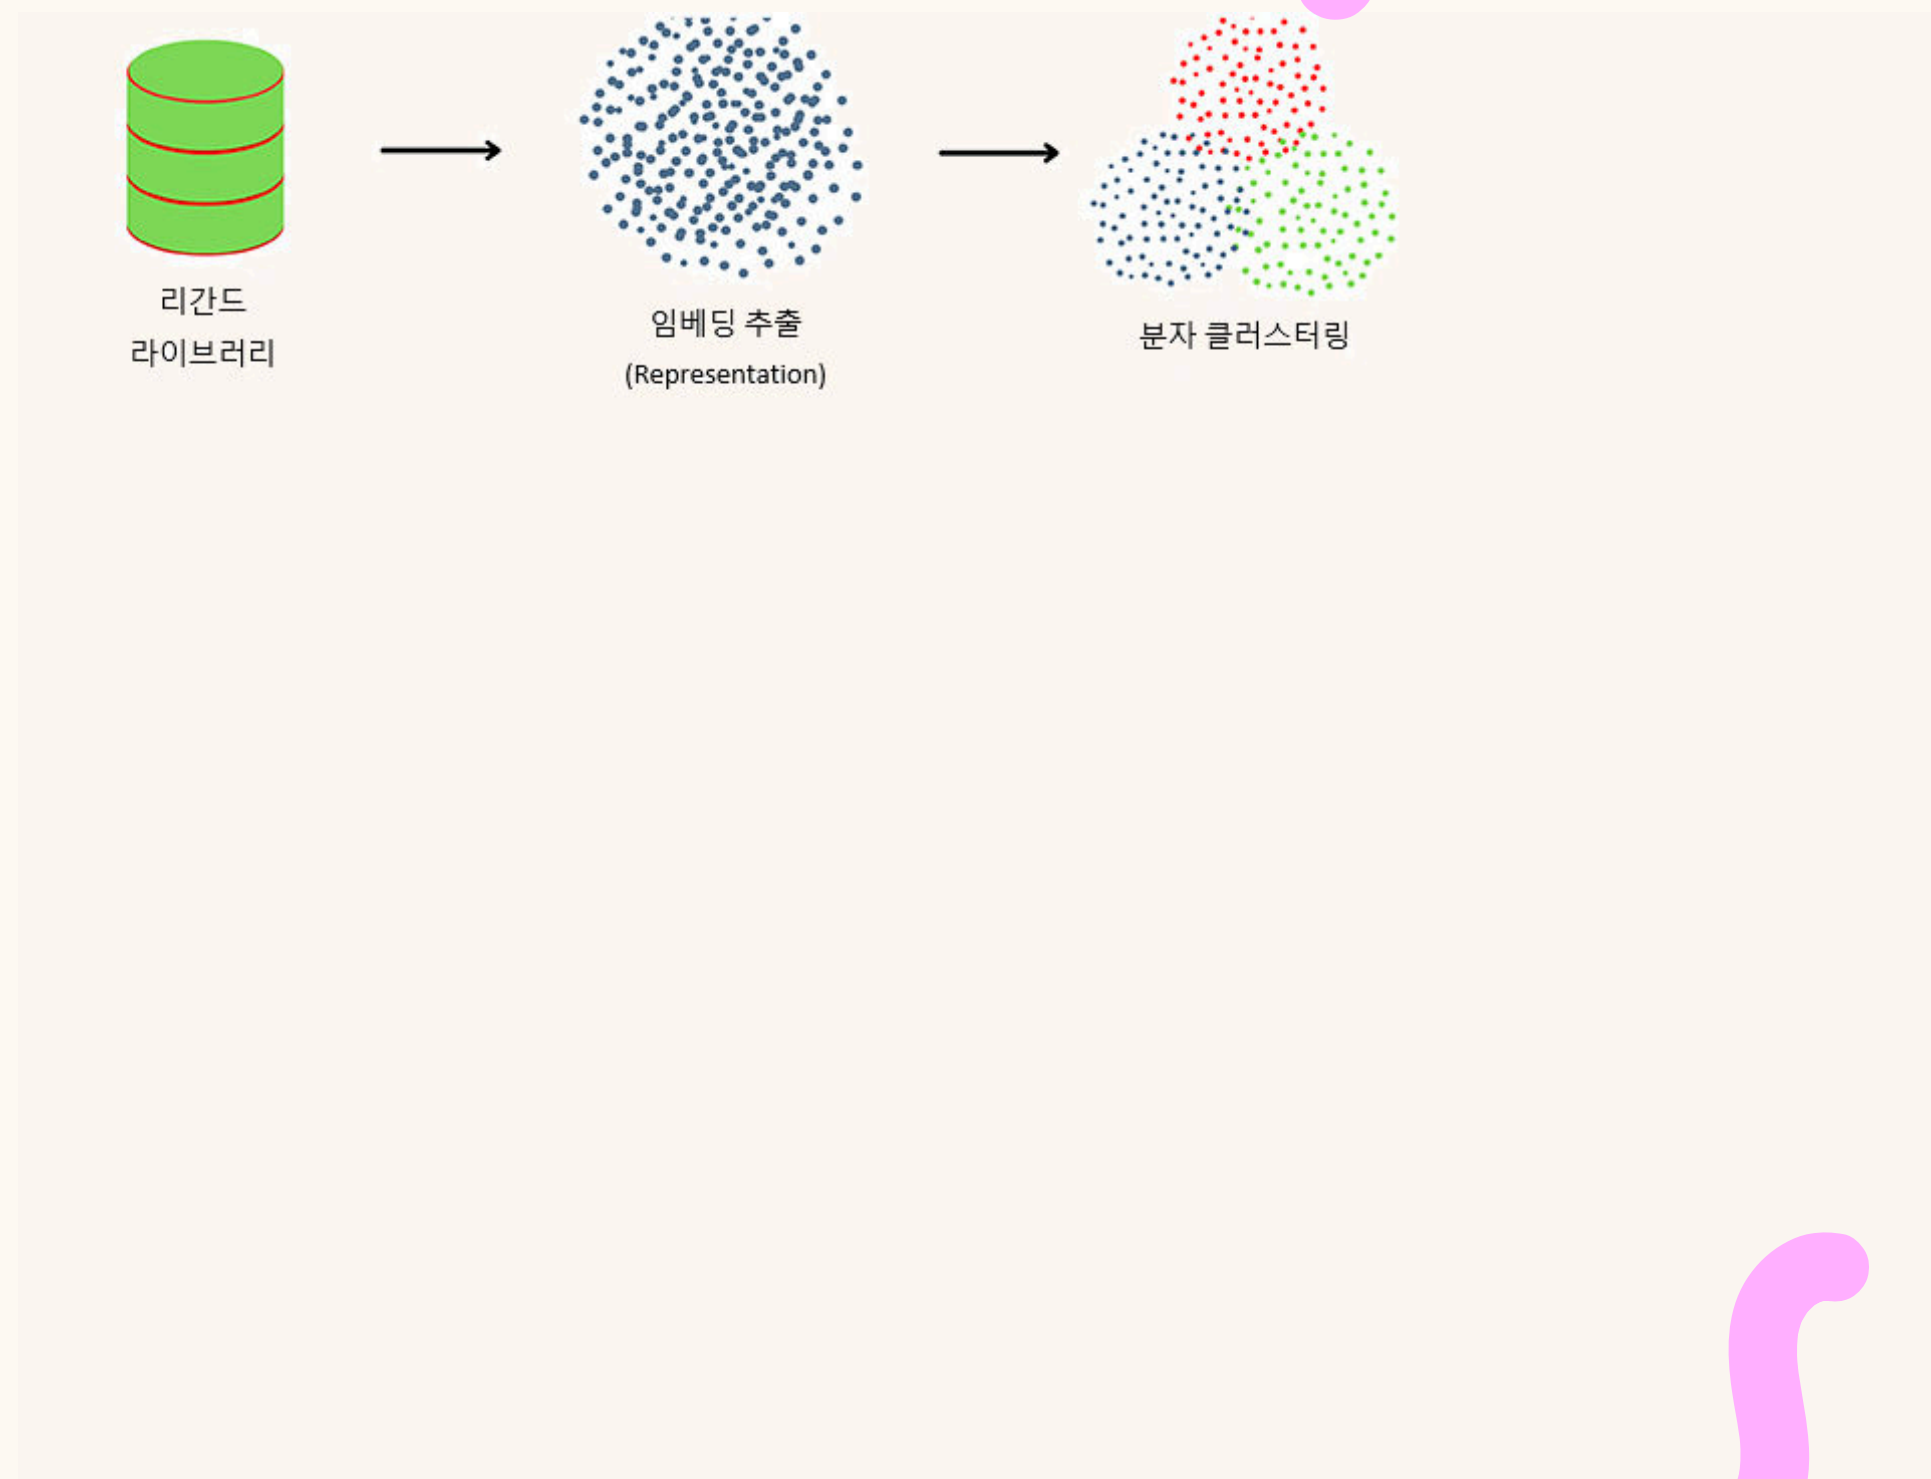 리간드
라이브러리
임베딩 추출
(Representation)
분자 클러스터링